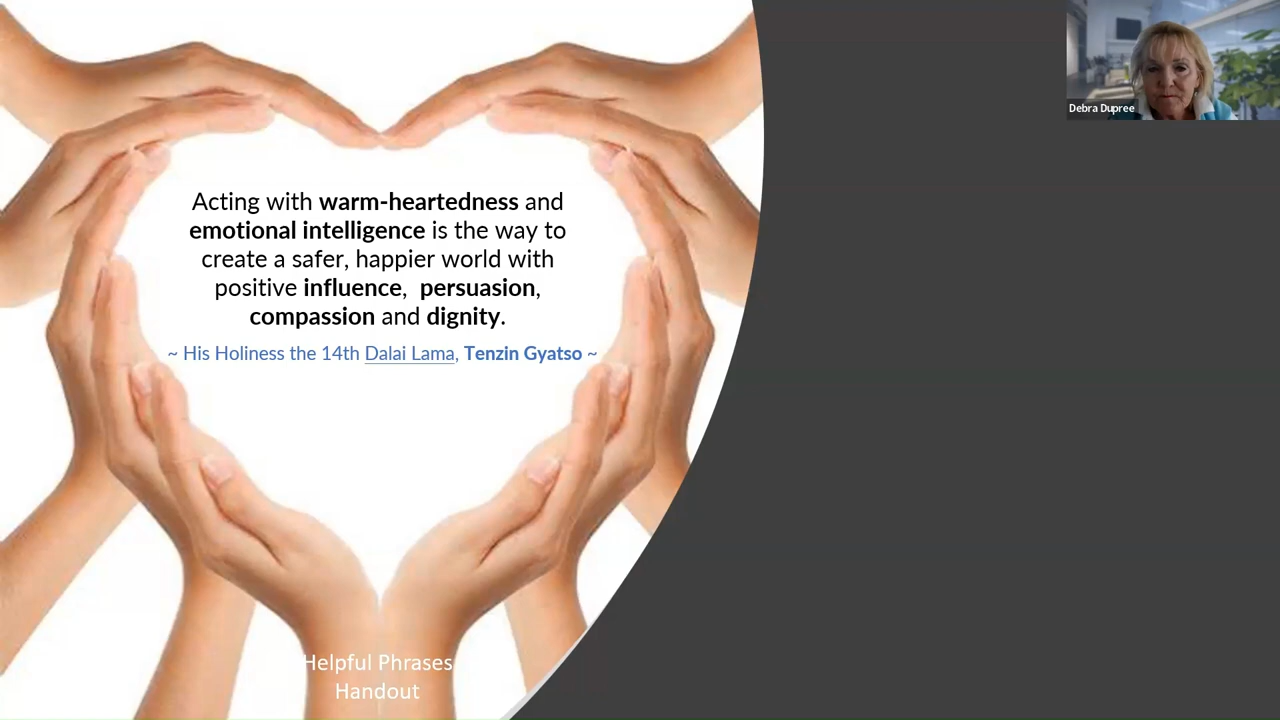 Acting with warm-heartedness and
emotional intelligence is the way to
create a safer, happier world with
positive influence,  persuasion,
compassion and dignity.
~ His Holiness the 14th Dalai Lama, Tenzin Gyatso ~
Helpful Phrases
Handout
Debra Dupree